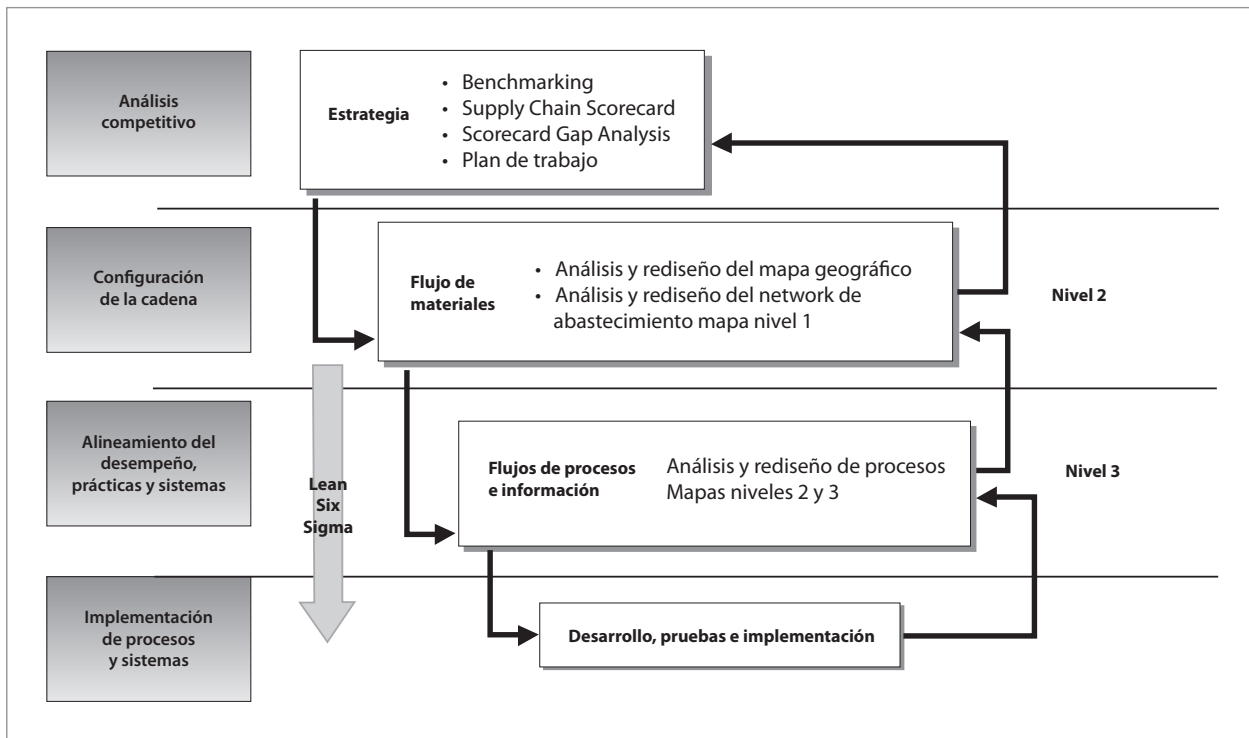 Análisis
competitivo
Estrategia
• Benchmarking
• Supply Chain Scorecard
• Scorecard Gap Analysis
• Plan de trabajo
Configuración
de la cadena
Flujo de
materiales
• Análisis y rediseño del mapa geográfico
• Análisis y rediseño del network de
abastecimiento mapa nivel 1
Nivel 2
Alineamiento del
desempeño,
prácticas y sistemas
Lean
Six
Sigma
Flujos de procesos
e información
Análisis y rediseño de procesos
Mapas niveles 2 y 3
Nivel 3
Implementación
de procesos
y sistemas
Desarrollo, pruebas e implementación